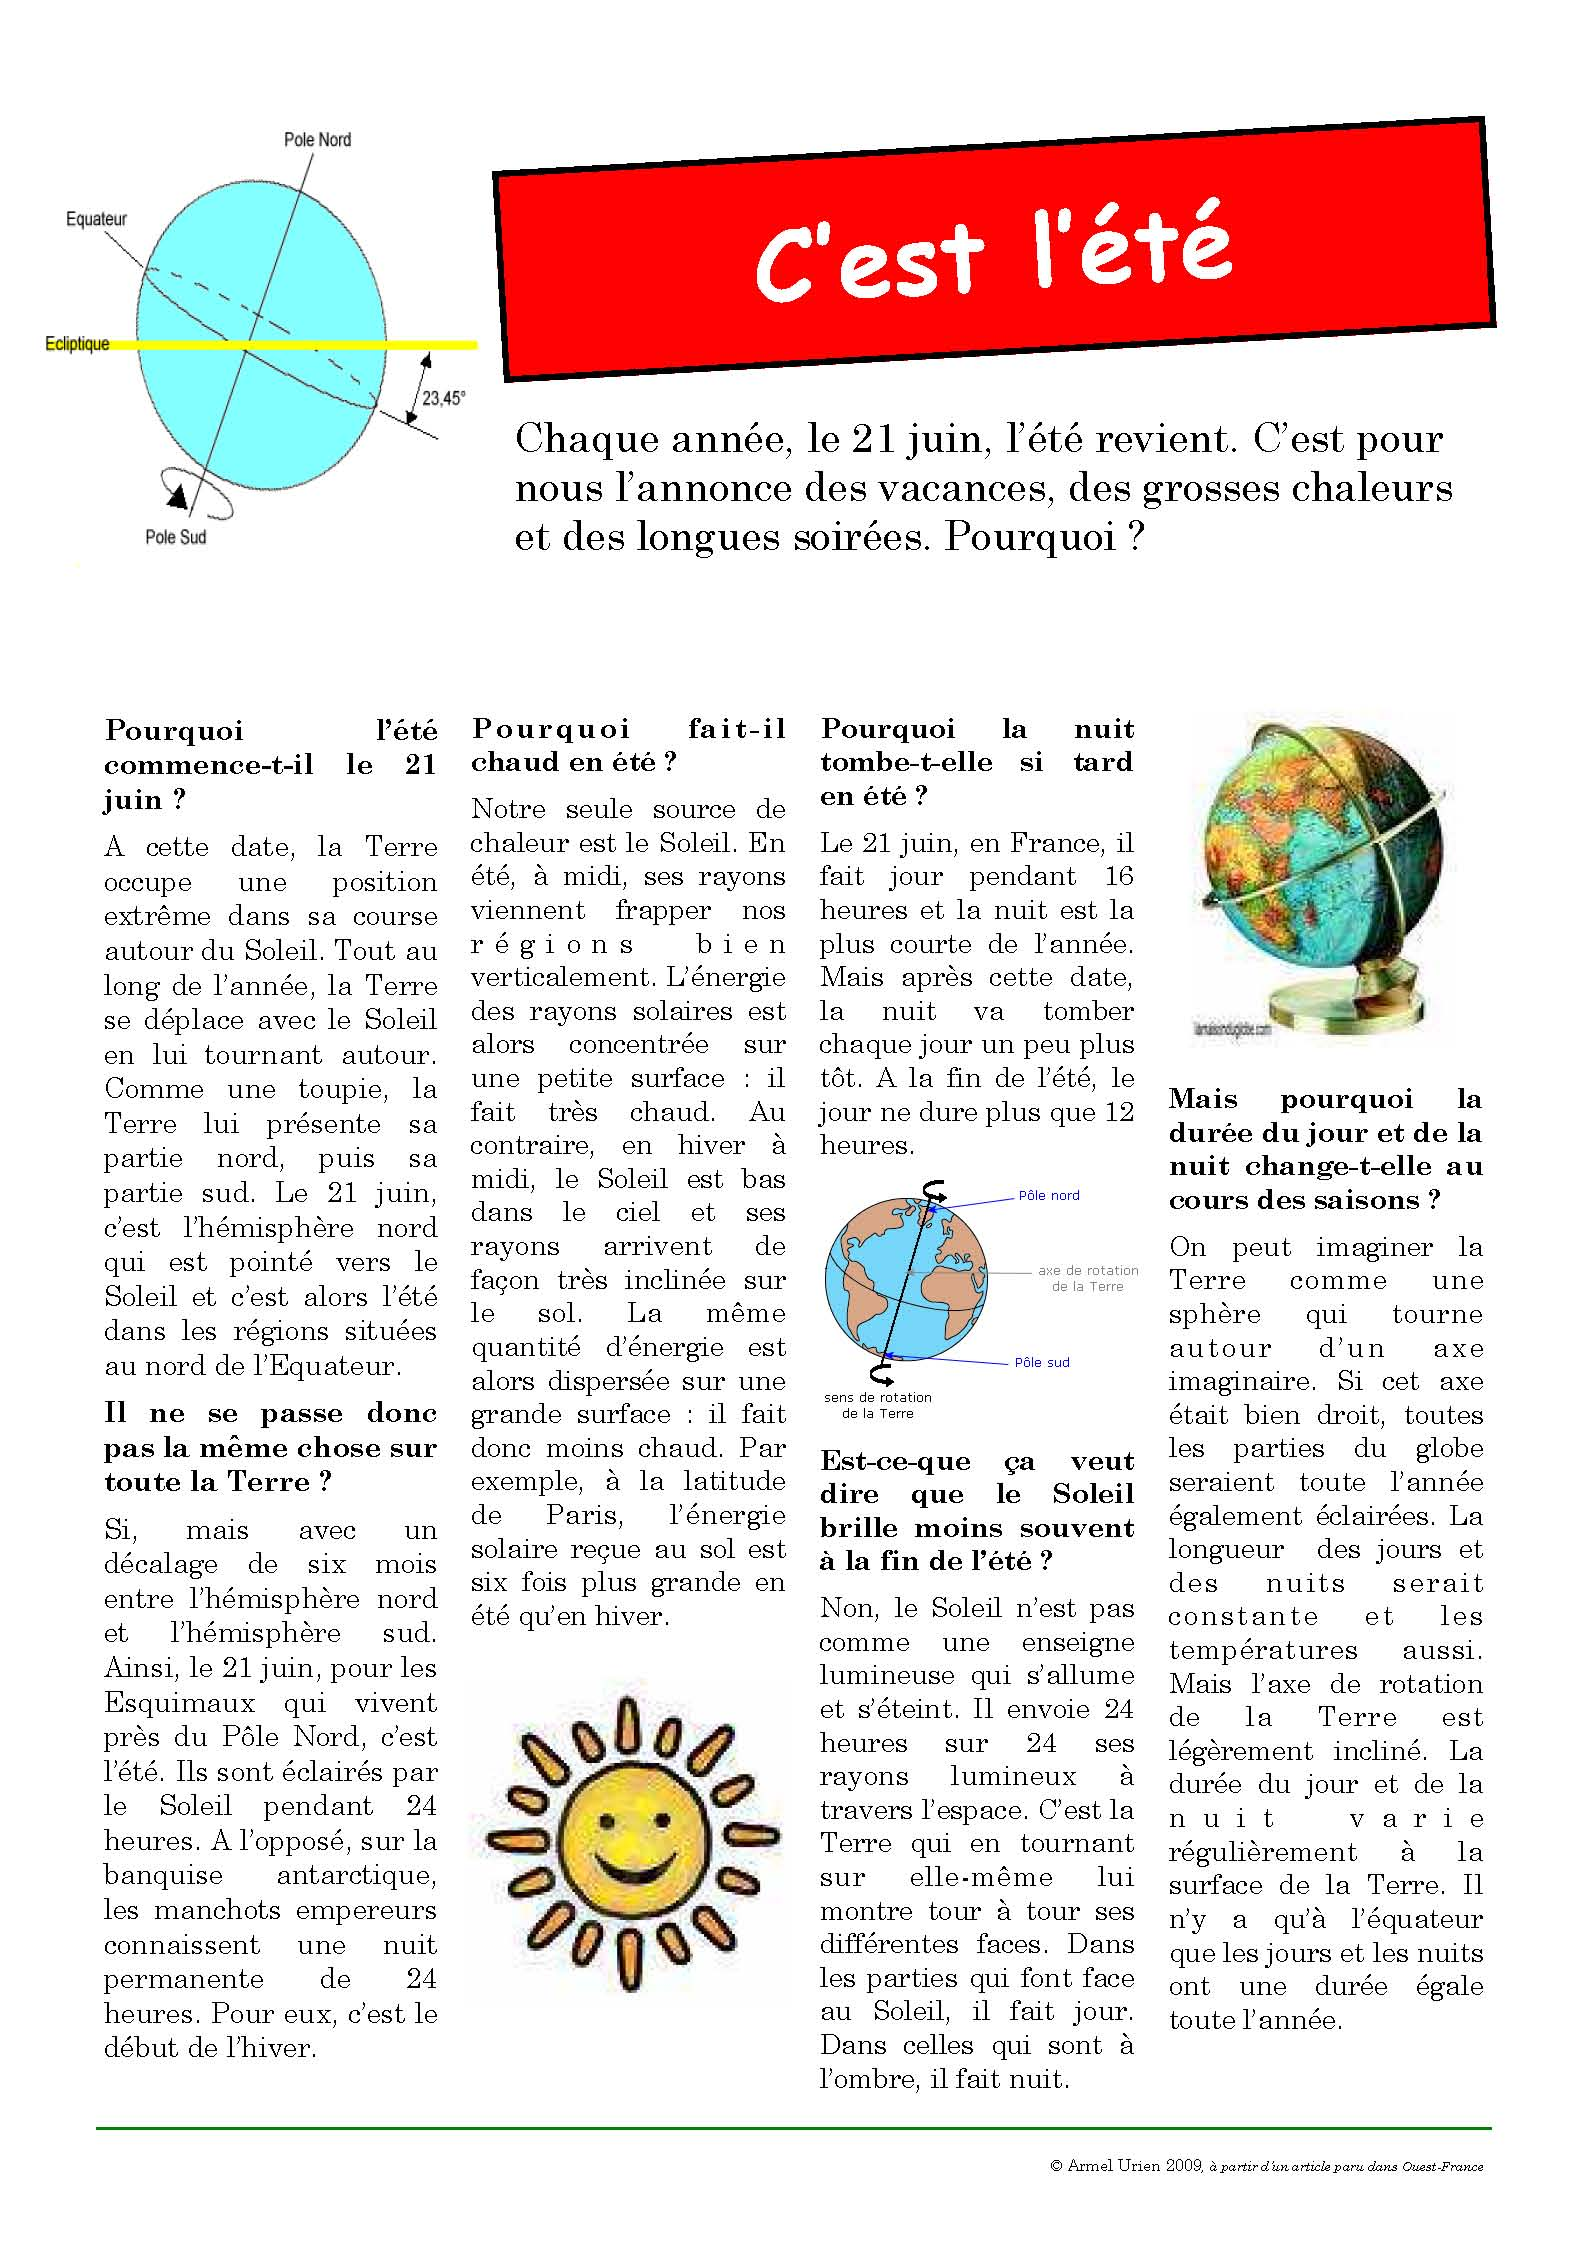 Pole Nord
Equateur
Ecliptique
23,45°
Pole Sud
C'est l'été
Chaque année, le 21 juin, l'été revient. C'est pour
nous l'annonce des vacances, des grosses chaleurs
et des longues soirées. Pourquoi ?
Pourquoi l'été
commence-t-il le 21
juin ?
A cette date, la Terre
occupe une position
extrême dans sa course
autour du Soleil. Tout au
long de l'année, la Terre
se déplace avec le Soleil
en lui tournant autour.
Comme une toupie, la
Terre lui présente sa
partie nord, puis sa
partie sud. Le 21 juin,
c'est l'hémisphère nord
qui est pointé vers le
Soleil et c'est alors l'été
dans les régions situées
au nord de l'Equateur.
Il ne se passe donc
pas la même chose sur
toute la Terre ?
Si, mais avec un
décalage de six mois
entre l'hémisphère nord
et l'hémisphère sud.
Ainsi, le 21 juin, pour les
Esquimaux qui vivent
près du Pôle Nord, c'est
l'été. Ils sont éclairés par
le Soleil pendant 24
heures. A l'opposé, sur la
banquise antarctique,
les manchots empereurs
connaissent une nuit
permanente de 24
heures. Pour eux, c'est le
début de l'hiver.
Pourquoi fait-il
chaud en été ?
Notre seule source de
chaleur est le Soleil. En
été, à midi, ses rayons
viennent frapper nos
régions bien
verticalement. L'énergie
des rayons solaires est
alors concentrée sur
une petite surface : il
fait très chaud. Au
contraire, en hiver à
midi, le Soleil est bas
dans le ciel et ses
rayons arrivent de
façon très inclinée sur
le sol. La même
quantité d'énergie est
alors dispersée sur une
grande surface : il fait
donc moins chaud. Par
exemple, à la latitude
de Paris, l'énergie
solaire reçue au sol est
six fois plus grande en
été qu'en hiver.
Pourquoi la nuit
tombe-t-elle si tard
en été ?
Le 21 juin, en France, il
fait jour pendant 16
heures et la nuit est la
plus courte de l'année.
Mais après cette date,
la nuit va tomber
chaque jour un peu plus
tôt. A la fin de l'été, le
jour ne dure plus que 12
heures.
Pôle nord
axe de rotation
de la Terre
Pôle sud
sens de rotation
de la Terre
Est-ce-que ça veut
dire que le Soleil
brille moins souvent
à la fin de l'été ?
Non, le Soleil n'est pas
comme une enseigne
lumineuse qui s'allume
et s'éteint. Il envoie 24
heures sur 24 ses
rayons lumineux à
travers l'espace. C'est la
Terre qui en tournant
sur elle-même lui
montre tour à tour ses
différentes faces. Dans
les parties qui font face
au Soleil, il fait jour.
Dans celles qui sont à
l'ombre, il fait nuit.
lamaisonduglobe.com
Mais pourquoi la
durée du jour et de la
nuit change-t-elle au
cours des saisons ?
On peut imaginer la
Terre comme une
sphère qui tourne
autour d'un axe
imaginaire. Si cet axe
était bien droit, toutes
les parties du globe
seraient toute l'année
également éclairées. La
longueur des jours et
des nuits serait
constante et les
températures aussi.
Mais l'axe de rotation
de la Terre est
légèrement incliné. La
durée du jour et de la
nuit varie
régulièrement à la
surface de la Terre. Il
n'y a qu'à l'équateur
que les jours et les nuits
ont une durée égale
toute l'année.
© Armel Urien 2009, à partir d'un article paru dans Ouest-France